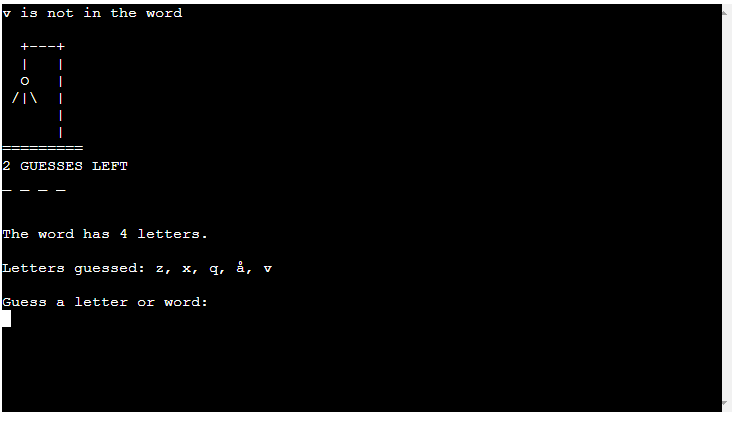 v is not in the word
+---+
|   |
O   |
/|\  |
|
|
=========
2 GUESSES LEFT
_ _ _ _
The word has 4 letters.
Letters guessed: z, x, q, å, v
Guess a letter or word: